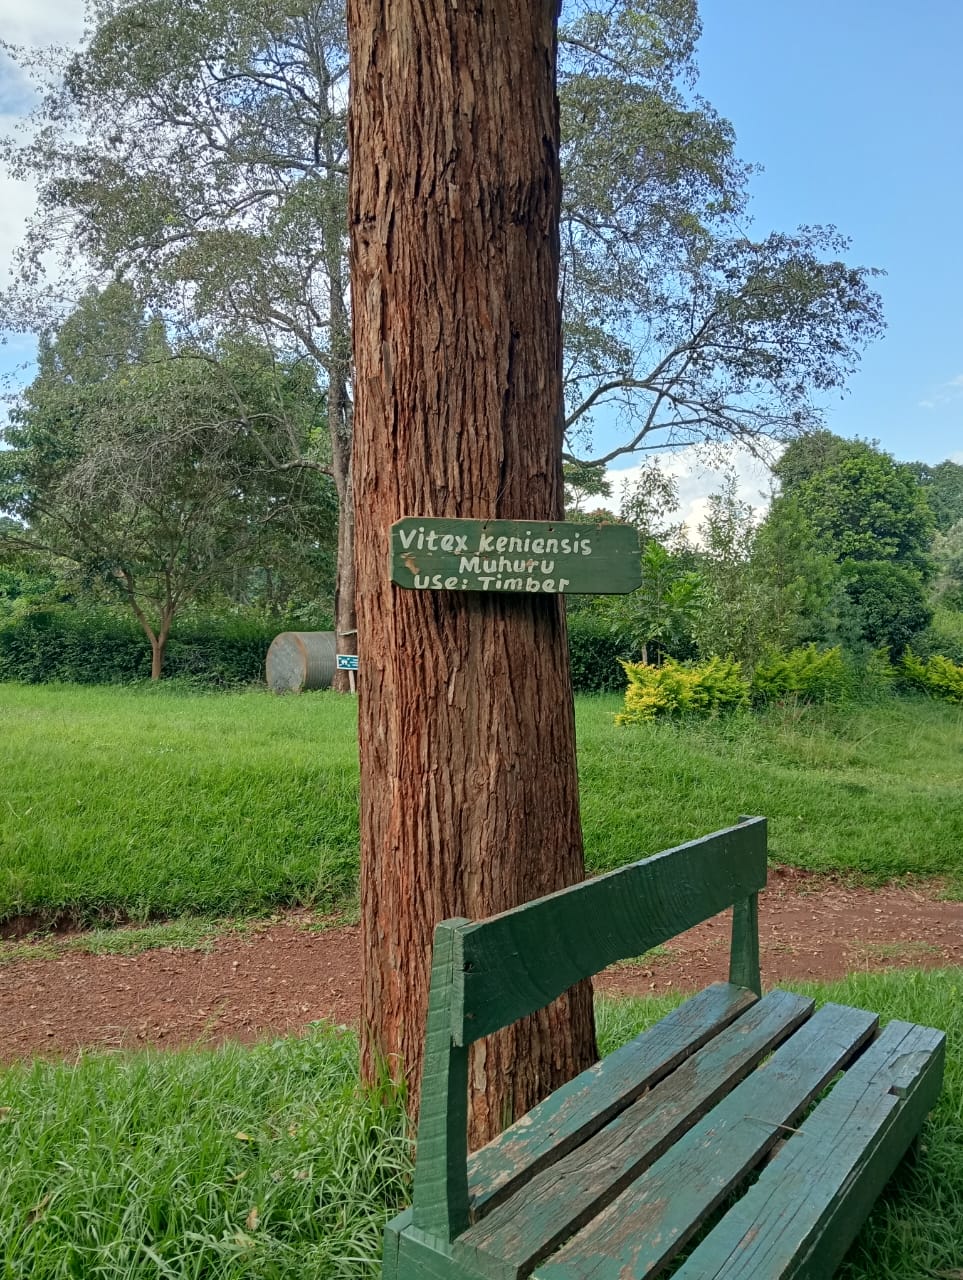 Vitex keniensis
Muhuru
Use: Timber